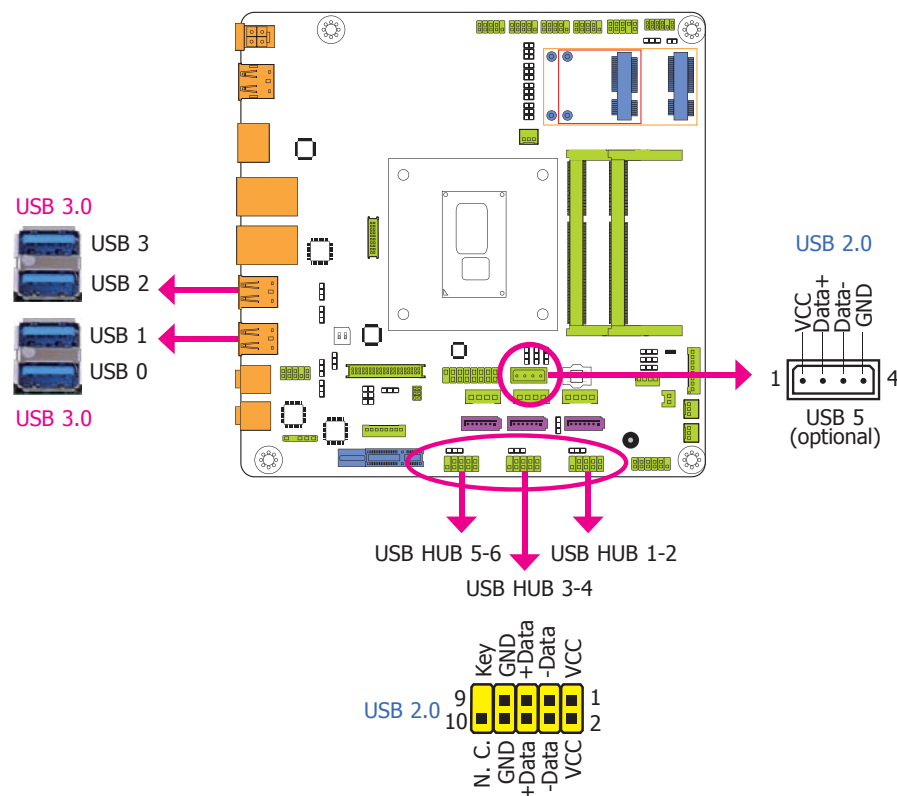 USB 3.0
USB 3
USB 2
USB 1
USB 0
USB 3.0
USB 2.0
VCC
Data+
Data-
GND
1
4
USB 5
(optional)
USB HUB 5-6
USB HUB 1-2
USB HUB 3-4
Key
GND
+Data
-Data
VCC
USB 2.0
9
1
10
2
N. C.
GND
+Data
-Data
VCC